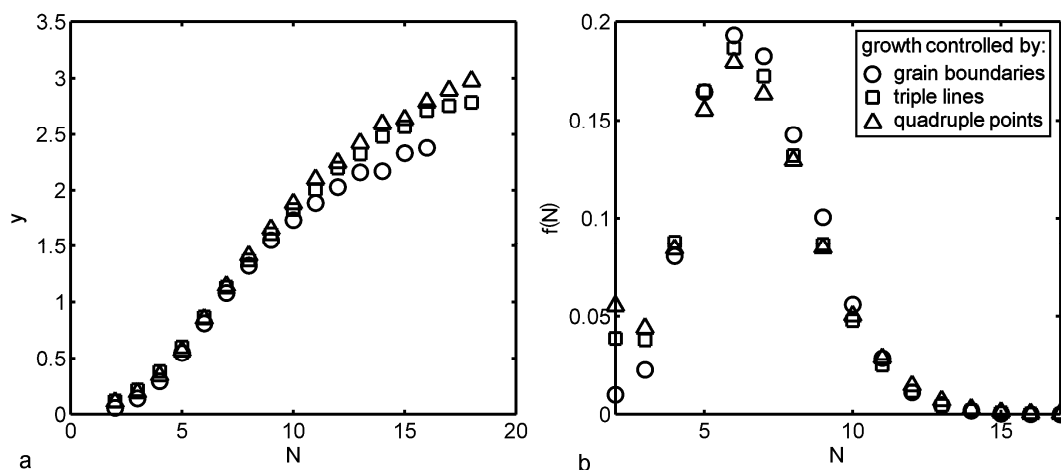 3.5
3
2.5
2
1.5
1
0.5
0
0 5 10 15 20
y
N
a
0.2
0.15
0.1
0.05
0
5 10 15
f(N)
N
b
growth controlled by:
grain boundaries
triple lines
quadruple points